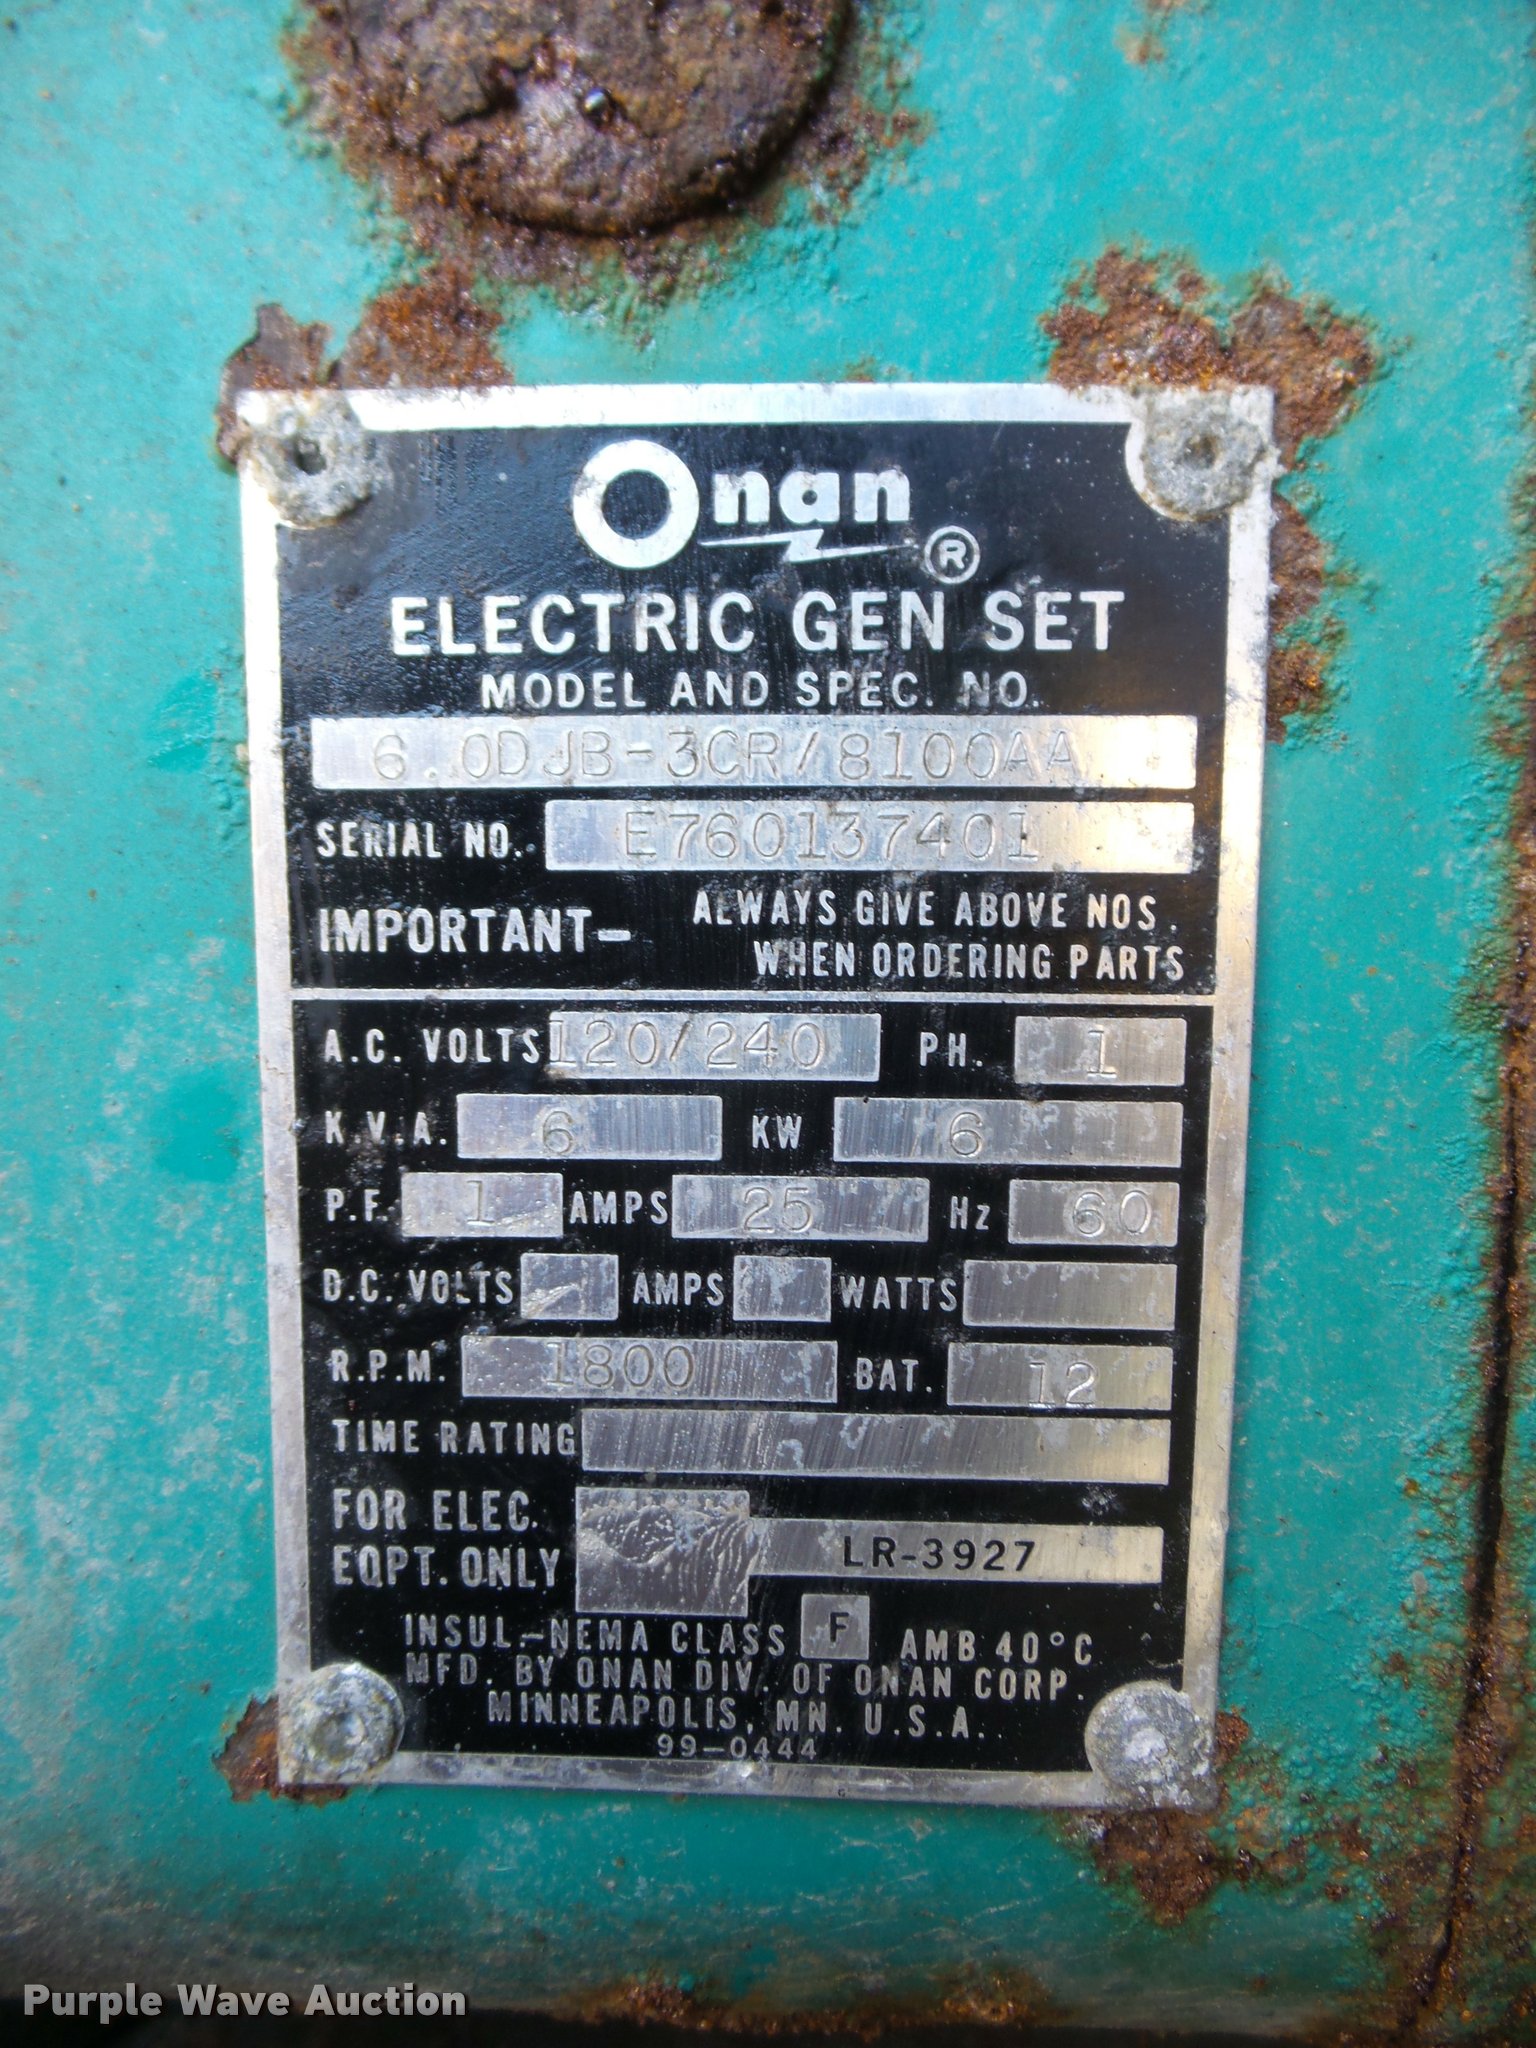 Onan ®
ELECTRIC GEN SET
MODEL AND SPEC. NO.
6.0DJB-3CR/8100AA
SERIAL NO. E760137401
IMPORTANT- ALWAYS GIVE ABOVE NOS.
WHEN ORDERING PARTS
A.C. VOLTS 120/240 PH. 1
K.V.A. 6 KW 6
P.F. 1 AMPS 25 Hz 60
D.C. VOLTS AMPS WATTS
R.P.M. 1800 BAT. 12
TIME RATING
FOR ELEC.
EQPT. ONLY LR-3927
INSUL.-NEMA CLASS F AMB 40°C
MFD. BY ONAN DIV. OF ONAN CORP.
MINNEAPOLIS, MN. U.S.A.
99-0444
Purple Wave Auction